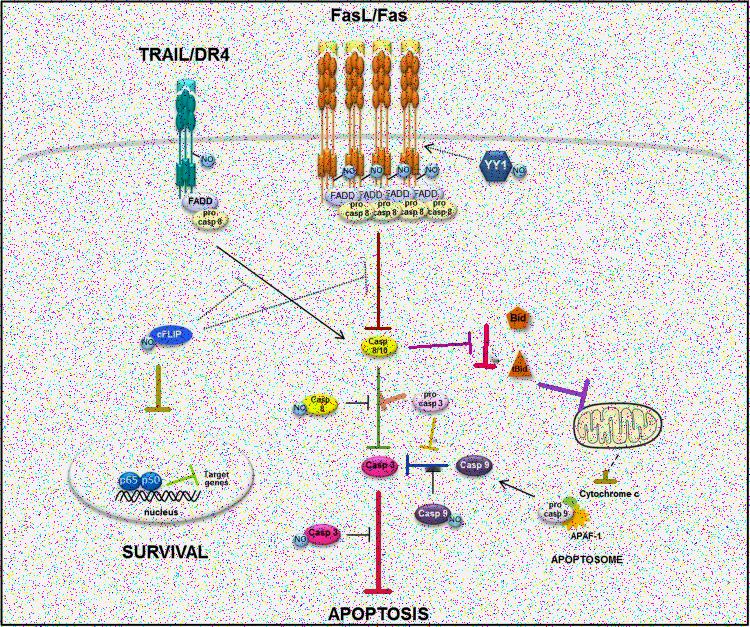 FasL/Fas
TRAIL/DR4
NO
YY1
NO
NO
NO
NO
NO
FADD
FADD
FADD
FADD
FADD
pro
casp 8
pro
casp 8
pro
casp 8
pro
casp 8
pro
casp 8
Bid
cFLIP
NO
Casp
8/10
tBid
NO
Casp
8
pro
casp 3
Casp 3
Casp 9
p65
p50
Target
genes
nucleus
Cytochrome c
Casp 9
NO
pro
casp 9
APAF-1
NO
Casp 3
SURVIVAL
APOPTOSOME
APOPTOSIS